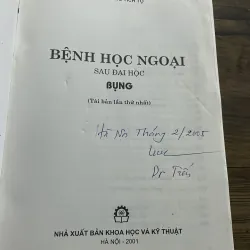 BỆNH HỌC NGOẠI
SAU ĐẠI HỌC
BỤNG
(Tái bản lần thứ nhất)
Hà Nội Tháng 2/2005
Dr
NHÀ XUẤT BẢN KHOA HỌC VÀ KỸ THUẬT
HÀ NỘI - 2001